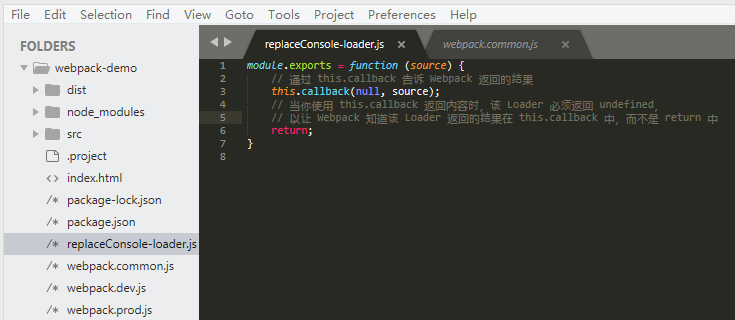 File Edit Selection Find View Goto Tools Project Preferences Help
FOLDERS
webpack-demo
dist
node_modules
src
.project
index.html
package-lock.json
package.json
replaceConsole-loader.js
webpack.common.js
webpack.dev.js
webpack.prod.js
replaceConsole-loader.js × webpack.common.js ×
1 module.exports = function (source) {
2 // 通过 this.callback 告诉 Webpack 返回的结果
3 this.callback(null, source);
4 // 当你使用 this.callback 返回内容时，该 Loader 必须返回 undefined，
5 // 以让 Webpack 知道该 Loader 返回的结果在 this.callback 中，而不是 return 中
6 return;
7 }
8